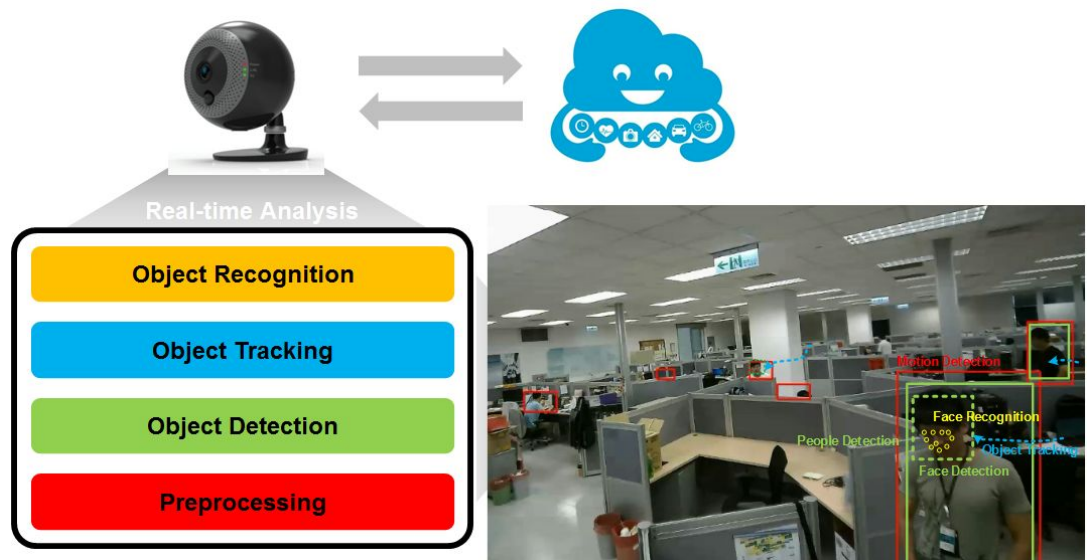 Real-time Analysis
Object Recognition
Object Tracking
Object Detection
Preprocessing
Motion Detection
Face Recognition
People Detection
Object Tracking
Face Detection